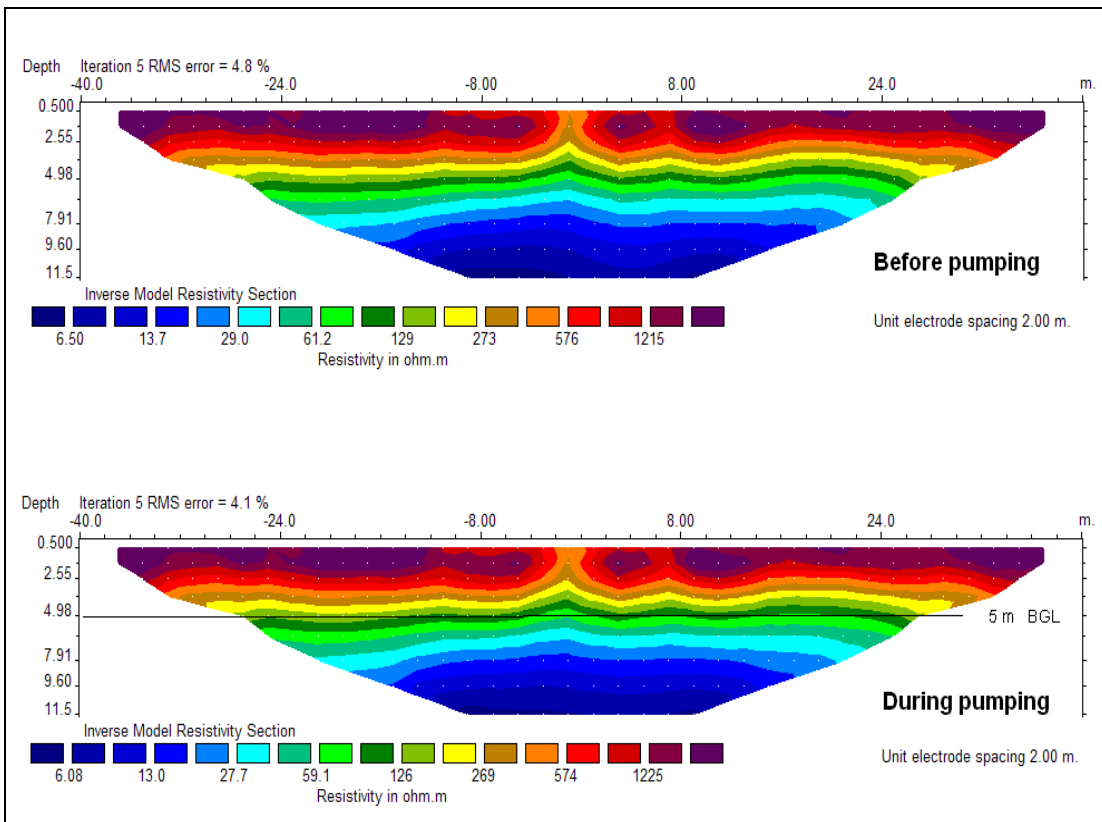 Depth Iteration 5 RMS error = 4.8 %
-40.0 -24.0 -8.00 8.00 24.0 m.
0.500
2.55
4.98
7.91
9.60
11.5
Before pumping
Inverse Model Resistivity Section
Unit electrode spacing 2.00 m.
6.50 13.7 29.0 61.2 129 273 576 1215
Resistivity in ohm.m
Depth Iteration 5 RMS error = 4.1 %
-40.0 -24.0 -8.00 8.00 24.0 m.
0.500
2.55
4.98
5 m BGL
7.91
9.60
During pumping
11.5
Inverse Model Resistivity Section
Unit electrode spacing 2.00 m.
6.08 13.0 27.7 59.1 126 269 574 1225
Resistivity in ohm.m